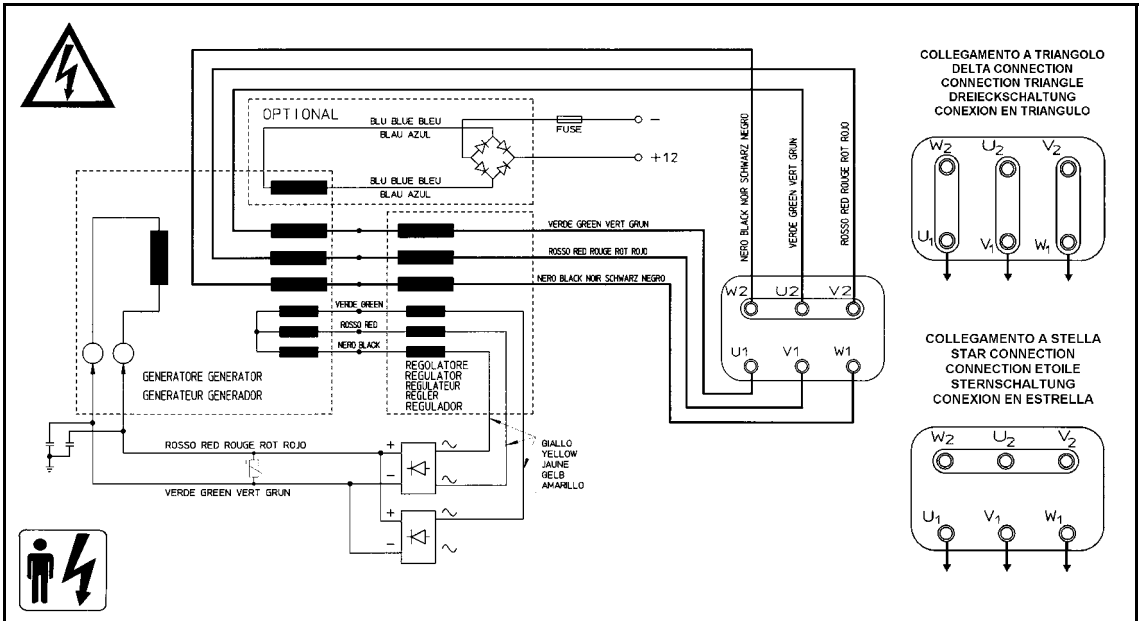 OPTIONAL
BLU BLUE BLEU
BLAU AZUL
FUSE
-
+12
BLU BLUE BLEU
BLAU AZUL
VERDE GREEN VERT GRUN
ROSSO RED ROUGE ROT ROJO
NERO BLACK NOIR SCHWARZ NEGRO
VERDE GREEN
ROSSO RED
NERO BLACK
GENERATORE GENERATOR
GENERATEUR GENERADOR
REGOLATORE
REGULATOR
REGULATEUR
REGLER
REGULADOR
ROSSO RED ROUGE ROT ROJO
VERDE GREEN VERT GRUN
+
-
~
~
+
-
~
~
GIALLO
YELLOW
JAUNE
GELB
AMARILLO
NERO BLACK NOIR SCHWARZ NEGRO
VERDE GREEN VERT GRUN
ROSSO RED ROUGE ROT ROJO
W2 U2 V2
U1 V1 W1
COLLEGAMENTO A TRIANGOLO
DELTA CONNECTION
CONNECTION TRIANGLE
DREIECKSCHALTUNG
CONEXION EN TRIANGULO
W2 U2 V2
U1 V1 W1
COLLEGAMENTO A STELLA
STAR CONNECTION
CONNECTION ETOILE
STERNSCHALTUNG
CONEXION EN ESTRELLA
W2 U2 V2
U1 V1 W1